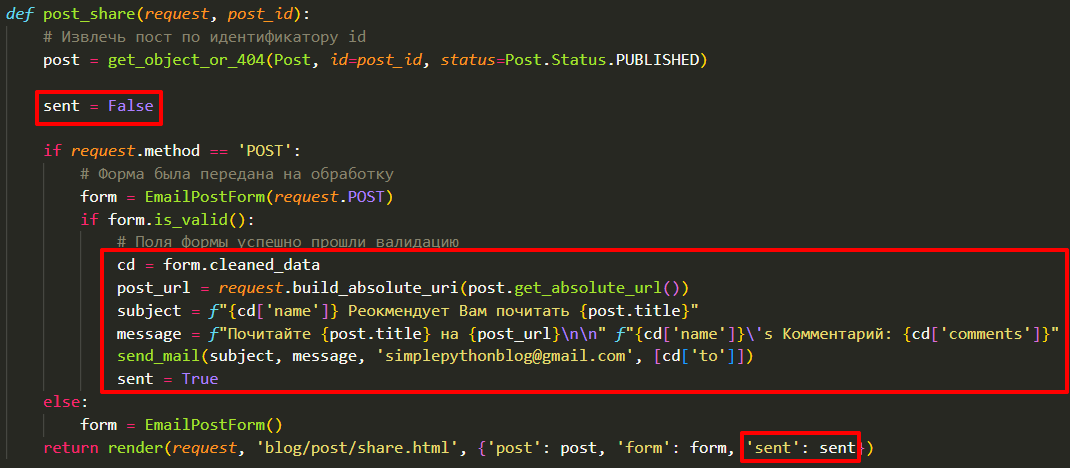 def post_share(request, post_id):
    # Извлечь пост по идентификатору id
    post = get_object_or_404(Post, id=post_id, status=Post.Status.PUBLISHED)
    sent = False
    if request.method == 'POST':
        # Форма была передана на обработку
        form = EmailPostForm(request.POST)
        if form.is_valid():
            # Поля формы успешно прошли валидацию
            cd = form.cleaned_data
            post_url = request.build_absolute_uri(post.get_absolute_url())
            subject = f"{cd['name']} Реокмендует Вам почитать {post.title}"
            message = f"Почитайте {post.title} на {post_url}\n\n" f"{cd['name']}\'s Комментарий: {cd['comments']}"
            send_mail(subject, message, 'simplepythonblog@gmail.com', [cd['to']])
            sent = True
    else:
        form = EmailPostForm()
    return render(request, 'blog/post/share.html', {'post': post, 'form': form, 'sent': sent})